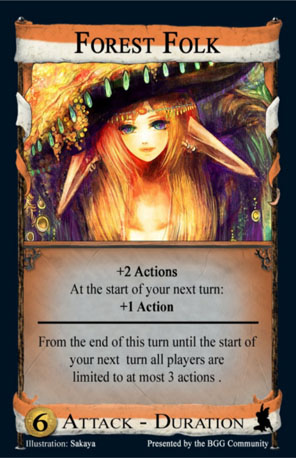 FOREST FOLK
+2 Actions
At the start of your next turn:
+1 Action
From the end of this turn until the start of
your next turn all players are
limited to at most 3 actions .
6 ATTACK - DURATION
Illustration: Sakaya Presented by the BGG Community